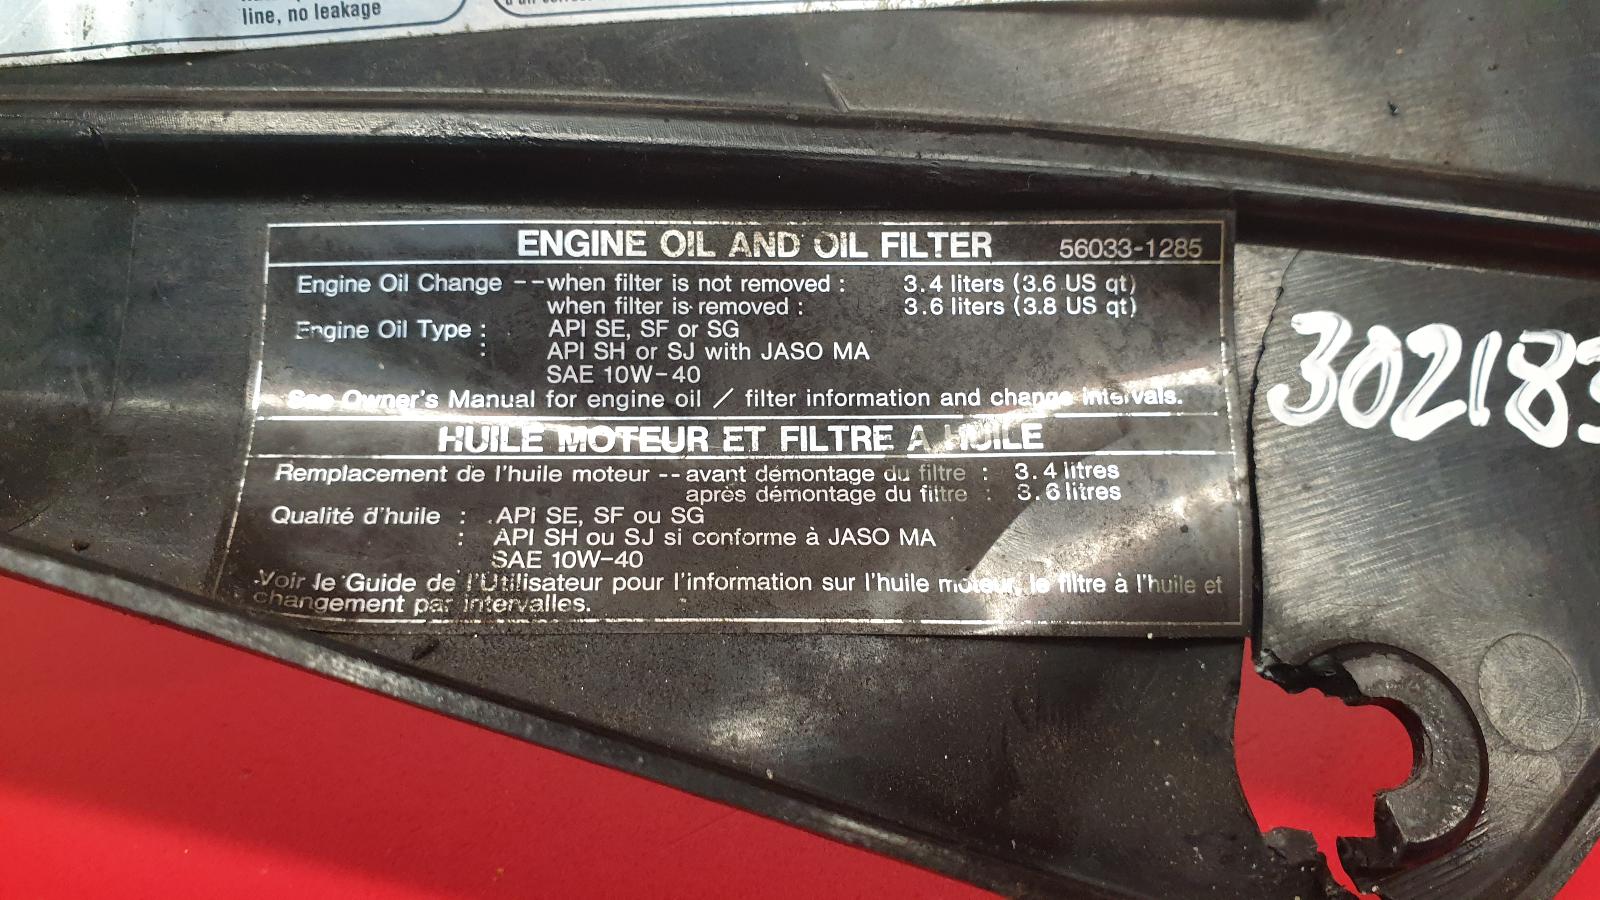 line, no leakage
ENGINE OIL AND OIL FILTER 56033-1285
Engine Oil Change -- when filter is not removed : 3.4 liters (3.6 US qt)
when filter is removed : 3.6 liters (3.8 US qt)
Engine Oil Type : API SE, SF or SG
: API SH or SJ with JASO MA
SAE 10W-40
See Owner's Manual for engine oil / filter information and change intervals.
HUILE MOTEUR ET FILTRE A HUILE
Remplacement de l'huile moteur -- avant démontage du filtre : 3.4 litres
après démontage du filtre : 3.6 litres
Qualité d'huile : API SE, SF ou SG
: API SH ou SJ si conforme à JASO MA
SAE 10W-40
Voir le Guide de l'Utilisateur pour l'information sur l'huile moteur, le filtre à l'huile et
changement par intervalles.
302183